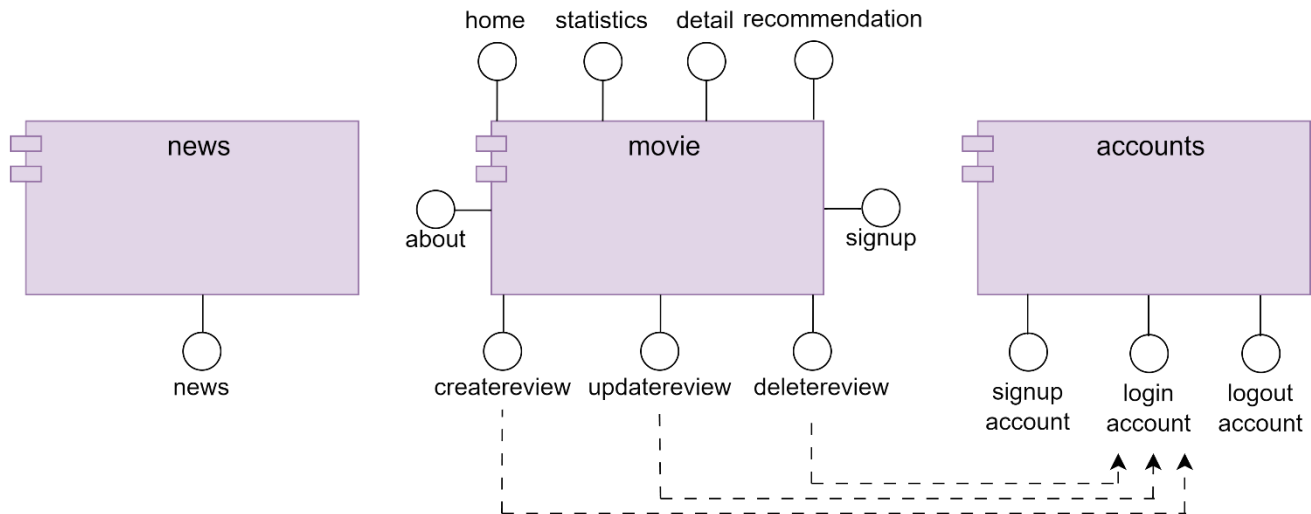 home
statistics
detail
recommendation
news
movie
accounts
about
signup
news
createreview
updatereview
deletereview
signup
account
login
account
logout
account